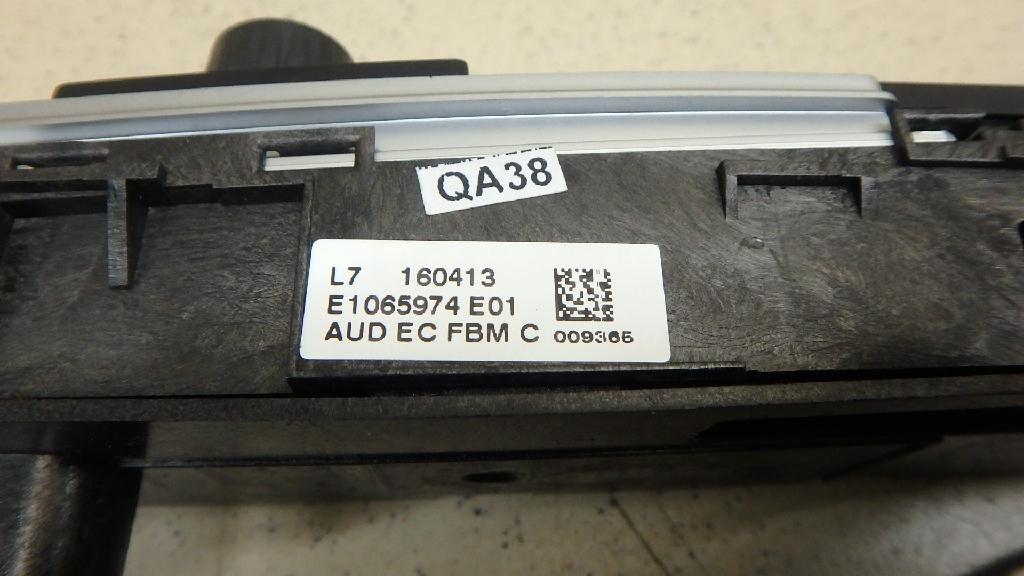 QA38
L7 160413
E1065974 E01
AUD EC FBM C 009365